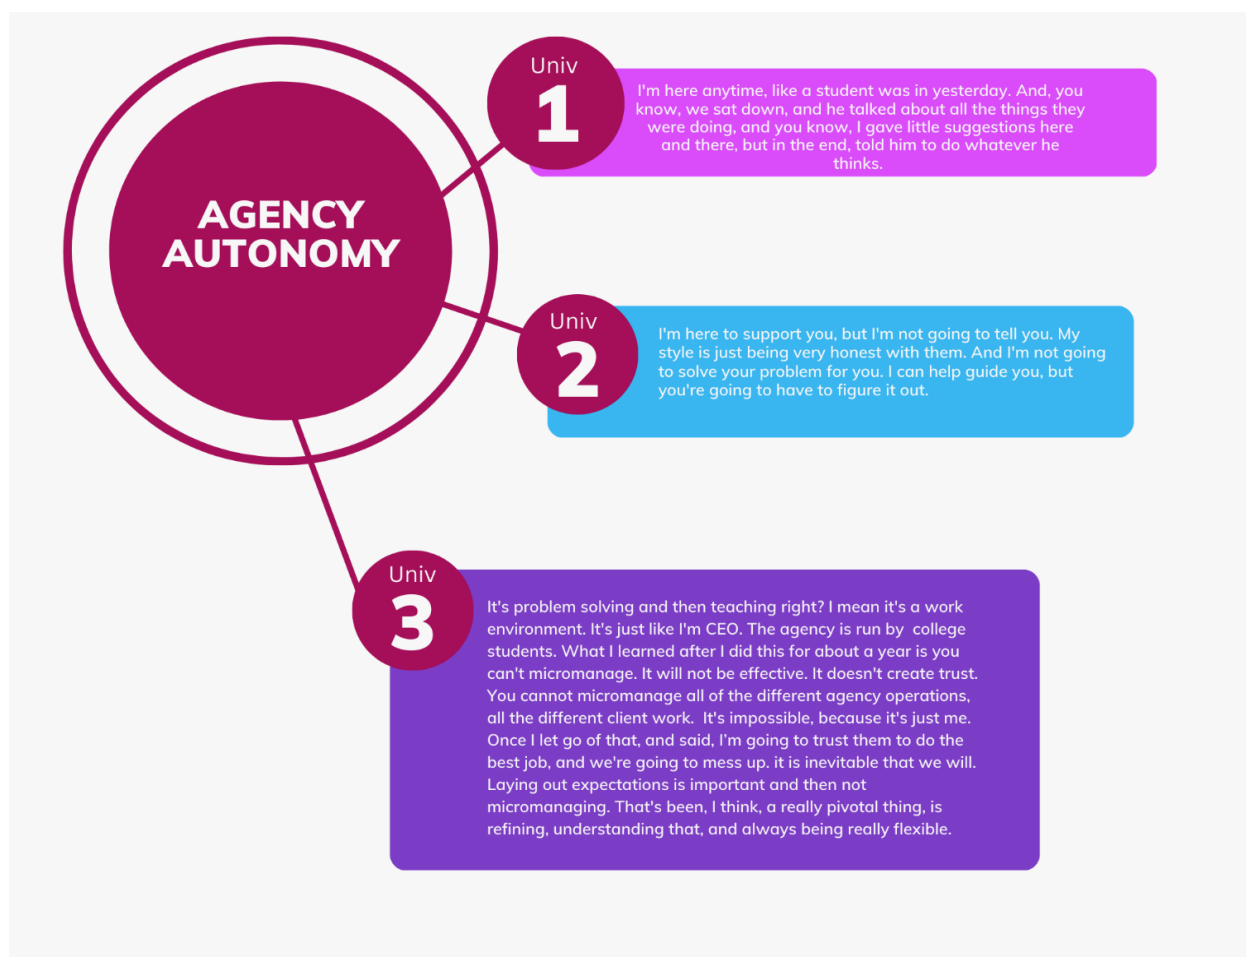 AGENCY
AUTONOMY
Univ
1
I'm here anytime, like a student was in yesterday. And, you
know, we sat down, and he talked about all the things they
were doing, and you know, I gave little suggestions here
and there, but in the end, told him to do whatever he
thinks.
Univ
2
I'm here to support you, but I'm not going to tell you. My
style is just being very honest with them. And I'm not going
to solve your problem for you. I can help guide you, but
you're going to have to figure it out.
Univ
3
It's problem solving and then teaching right? I mean it's a work
environment. It's just like I'm CEO. The agency is run by  college
students. What I learned after I did this for about a year is you
can't micromanage. It will not be effective. It doesn't create trust.
You cannot micromanage all of the different agency operations,
all the different client work.  It's impossible, because it's just me.
Once I let go of that, and said, I’m going to trust them to do the
best job, and we're going to mess up. it is inevitable that we will.
Laying out expectations is important and then not
micromanaging. That's been, I think, a really pivotal thing, is
refining, understanding that, and always being really flexible.